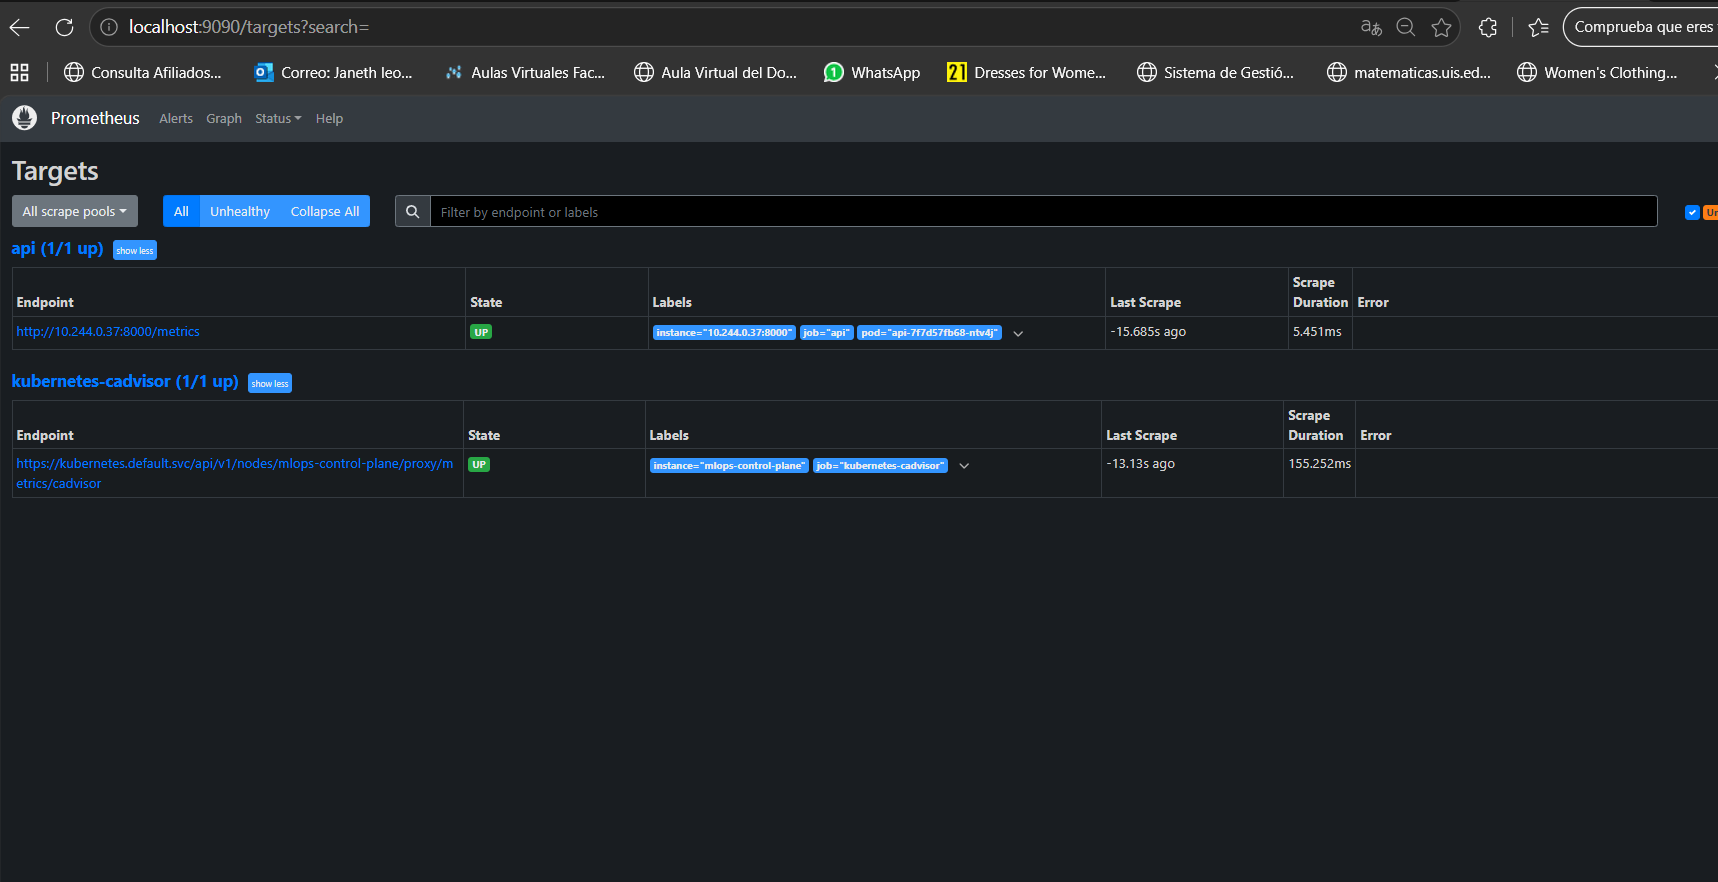 localhost:9090/targets?search=
Comprueba que eres
Consulta Afiliados... Correo: Janeth leo... Aulas Virtuales Fac... Aula Virtual del Do... WhatsApp 21 Dresses for Wome... Sistema de Gestió... matematicas.uis.ed... Women's Clothing...
Prometheus Alerts Graph Status Help
Targets
All scrape pools All Unhealthy Collapse All Filter by endpoint or labels Un
api (1/1 up) show less
Endpoint State Labels Last Scrape Scrape Duration Error
http://10.244.0.37:8000/metrics UP instance="10.244.0.37:8000" job="api" pod="api-7f7d57fb68-ntv4j" -15.685s ago 5.451ms
kubernetes-cadvisor (1/1 up) show less
Endpoint State Labels Last Scrape Scrape Duration Error
https://kubernetes.default.svc/api/v1/nodes/mlops-control-plane/proxy/m
etrics/cadvisor UP instance="mlops-control-plane" job="kubernetes-cadvisor" -13.13s ago 155.252ms